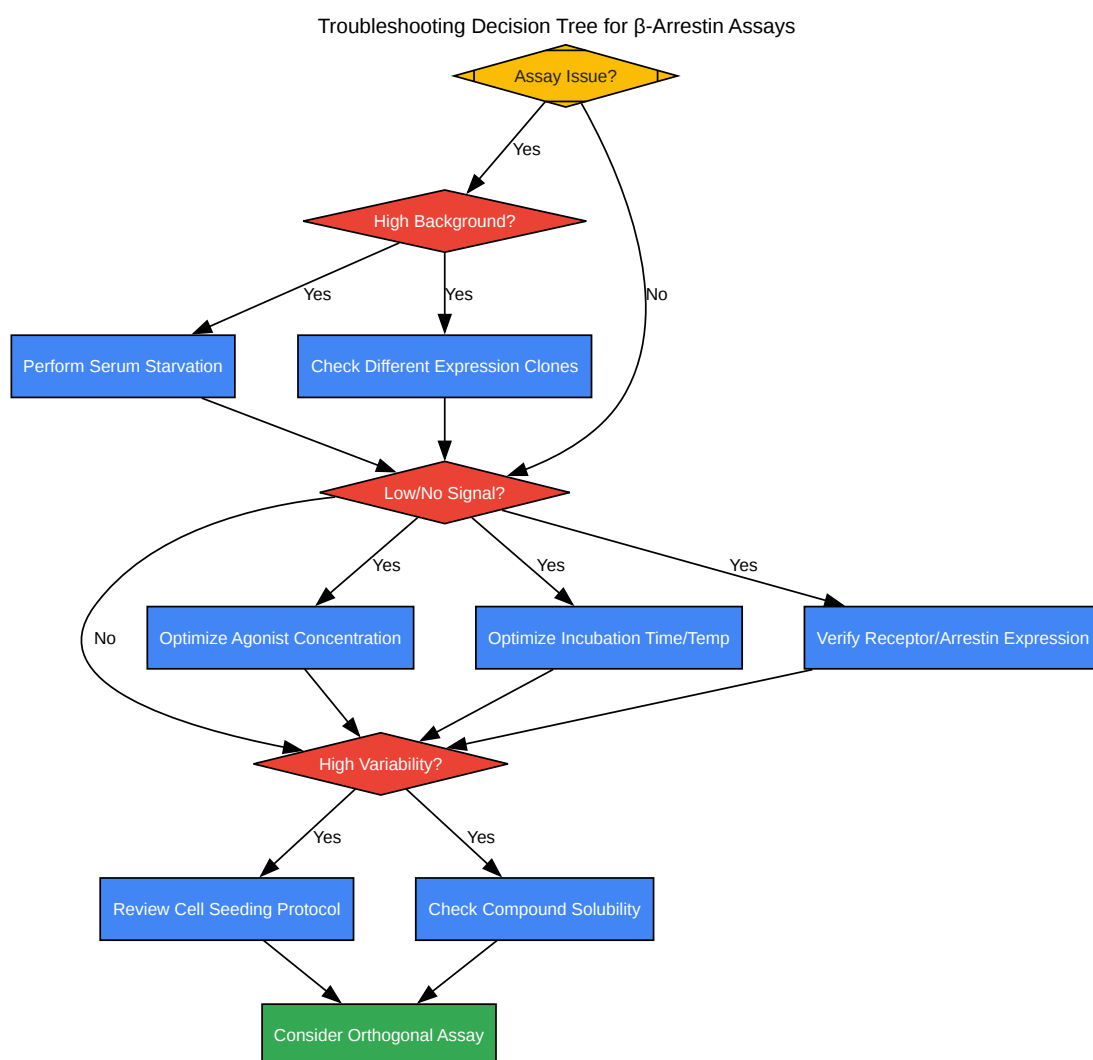 Troubleshooting Decision Tree for β-Arrestin Assays
Assay Issue?
Yes
High Background?
Yes
Yes
No
Perform Serum Starvation
Check Different Expression Clones
Low/No Signal?
Yes
Yes
Yes
No
Optimize Agonist Concentration
Optimize Incubation Time/Temp
Verify Receptor/Arrestin Expression
High Variability?
Yes
Yes
Review Cell Seeding Protocol
Check Compound Solubility
Consider Orthogonal Assay